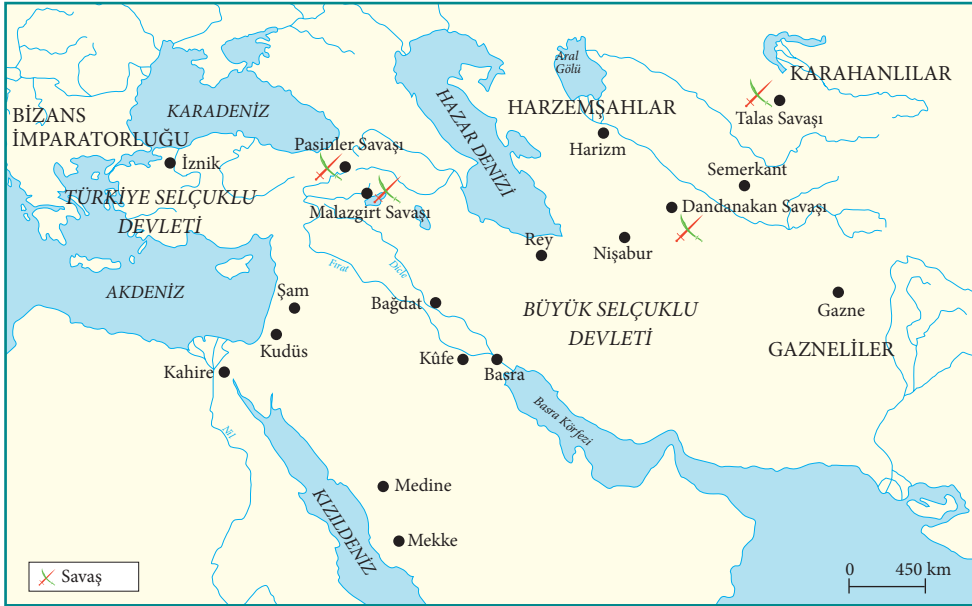 Aral
Gölü
KARAHANLILAR
HARZEMŞAHLAR
KARADENİZ
BİZANS
İMPARATORLUĞU
HAZAR DENİZİ
Talas Savaşı
Harizm
Pasinler Savaşı
İznik
Semerkant
TÜRKİYE SELÇUKLU
DEVLETİ
Malazgirt Savaşı
Dandanakan Savaşı
Rey
Nişabur
Fırat
Dicle
AKDENİZ
Şam
Bağdat
BÜYÜK SELÇUKLU
DEVLETİ
Gazne
Kudüs
GAZNELİLER
Kahire
Kûfe
Başra
Basra Körfezi
Nil
Medine
KIZILDENİZ
Mekke
Savaş
0 450 km